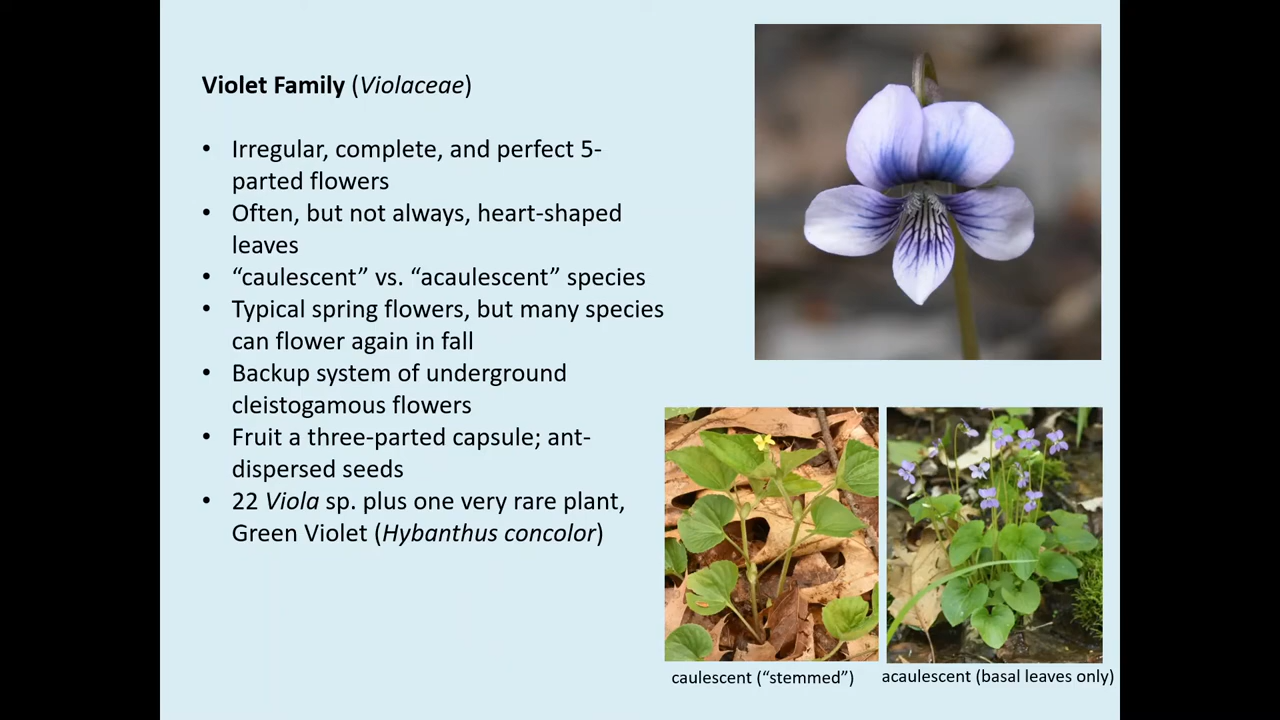 Violet Family (Violaceae)
• Irregular, complete, and perfect 5-
parted flowers
• Often, but not always, heart-shaped
leaves
• “caulescent” vs. “acaulescent” species
• Typical spring flowers, but many species
can flower again in fall
• Backup system of underground
cleistogamous flowers
• Fruit a three-parted capsule; ant-
dispersed seeds
• 22 Viola sp. plus one very rare plant,
Green Violet (Hybanthus concolor)
caulescent (“stemmed”)
acaulescent (basal leaves only)